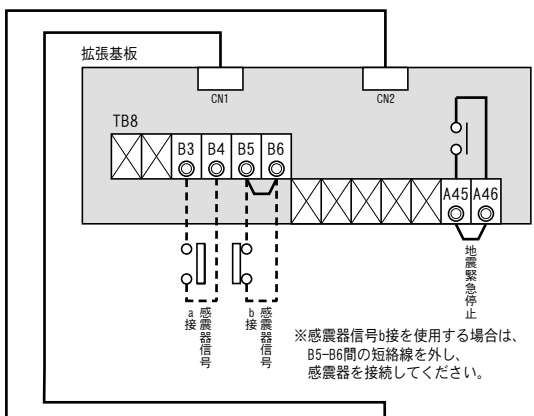 拡張基板
CN1
CN2
TB8
B3
B4
B5
B6
A45
A46
地震緊急停止
感震器信号
a接
感震器信号
b接
※感震器信号b接を使用する場合は、
B5-B6間の短絡線を外し、
感震器を接続してください。